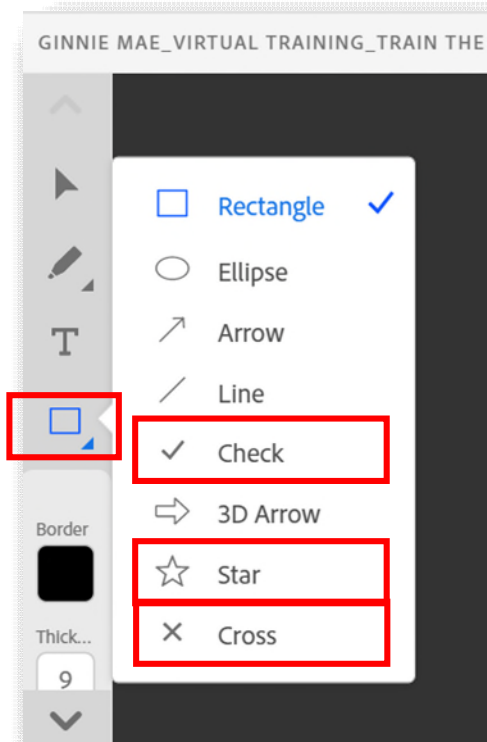 GINNIE MAE_VIRTUAL TRAINING_TRAIN THE
Rectangle
Ellipse
T
Arrow
Line
Check
3D Arrow
Border
Star
Thick...
Cross
9